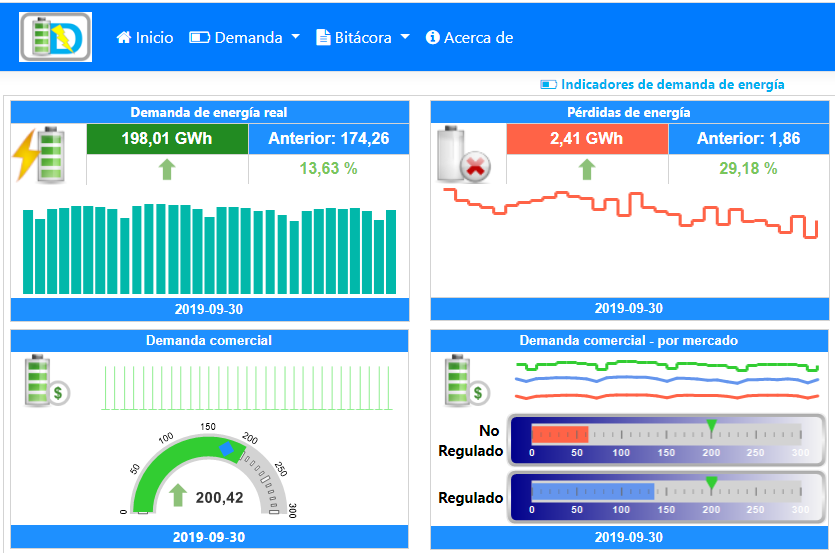 D
Inicio Demanda Bitácora Acerca de
Indicadores de demanda de energía
Demanda de energía real
198,01 GWh Anterior: 174,26
13,63 %
2019-09-30
Pérdidas de energía
2,41 GWh Anterior: 1,86
29,18 %
2019-09-30
Demanda comercial
$
0 50 100 150 200 250 300
200,42
2019-09-30
Demanda comercial - por mercado
$
No
Regulado
0 50 100 150 200 250 300
Regulado
0 50 100 150 200 250 300
2019-09-30